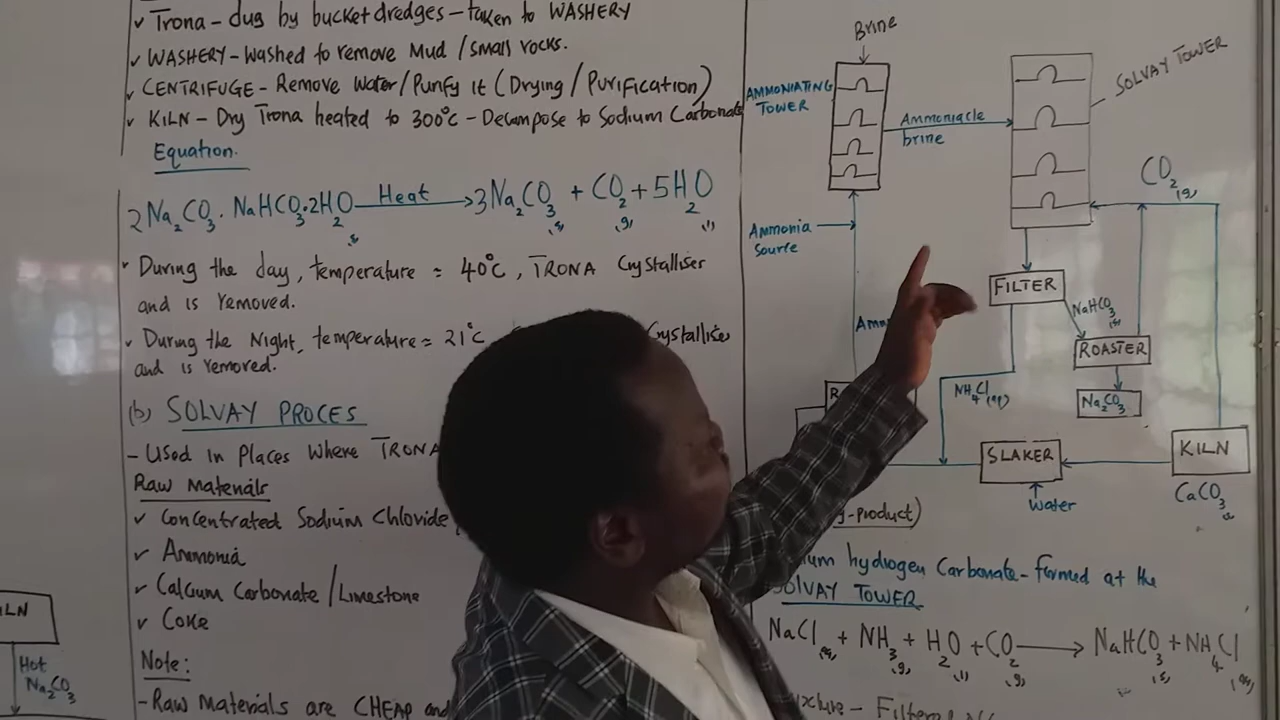 ✓ Trona - dug by bucket dredges - taken to WASHERY
✓ WASHERY - Washed to remove Mud / Small rocks.
✓ CENTRIFUGE - Remove Water / Purify it (Drying / Purification)
✓ KILN - Dry Trona heated to 300°C - Decompose to Sodium Carbonate
Equation.
2Na₂CO₃.NaHCO₃.2H₂O(s) Heat → 3Na₂CO₃(s) + CO₂(g) + 5H₂O(l)
During the day, temperature = 40°C, TRONA Crystallises
and is removed.
During the Night, temperature = 21°C Crystallises
and is removed.
(b) SOLVAY PROCES
- Used in Places Where TRONA
Raw Materials
✓ Concentrated Sodium Chloride
✓ Ammonia
✓ Calcium Carbonate / Limestone
✓ Coke
Note:
- Raw Materials are CHEAP and
Hot
Na₂CO₃
Brine
AMMONIATING
TOWER
SOLVAY TOWER
Ammoniacle
brine
CO₂(g)
Ammonia
source
FILTER
NaHCO₃(s)
ROASTER
Na₂CO₃
NH₄Cl(aq)
SLAKER
KILN
CaCO₃(s)
Water
product)
hydrogen Carbonate - formed at the
SOLVAY TOWER
NaCl(aq) + NH₃(g) + H₂O(l) + CO₂(g) → NaHCO₃(s) + NH₄Cl(aq)